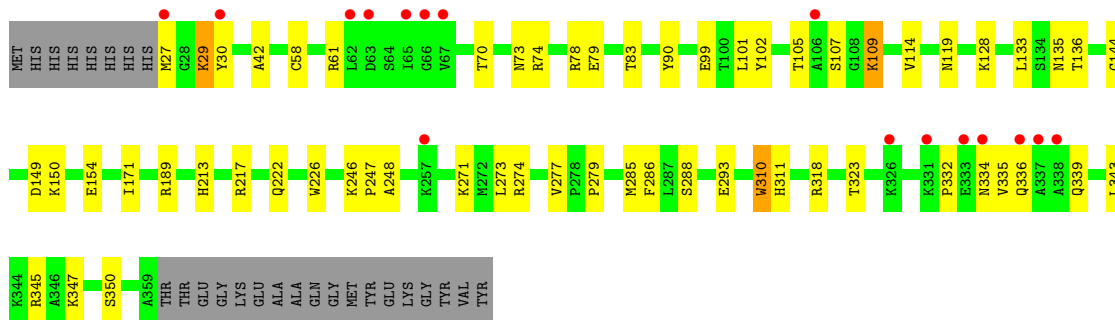 MET HIS HIS HIS HIS HIS HIS M27 G28 K29 Y30 A42 C58 R61 L62 D63 S64 I65 G66 V67 T70 N73 R74 R78 E79 T83 Y90 E99 T100 L101 Y102 T105 A106 S107 G108 K109 V114 N119 K128 L133 S134 N135 T136
D149 K150 E154 I171 R189 H213 R217 Q222 W226 K246 P247 A248 K257 K271 M272 L273 R274 V277 P278 P279 M285 F286 L287 S288 E293 W310 H311 R318 T323 K326 K331 P332 E333 N334 V335 Q336 A337 A338 Q339
K344 R345 A346 K347 S350 A359 THR THR GLU GLY LYS GLU ALA ALA GLN GLY MET TYR GLU LYS GLY TYR VAL TYR